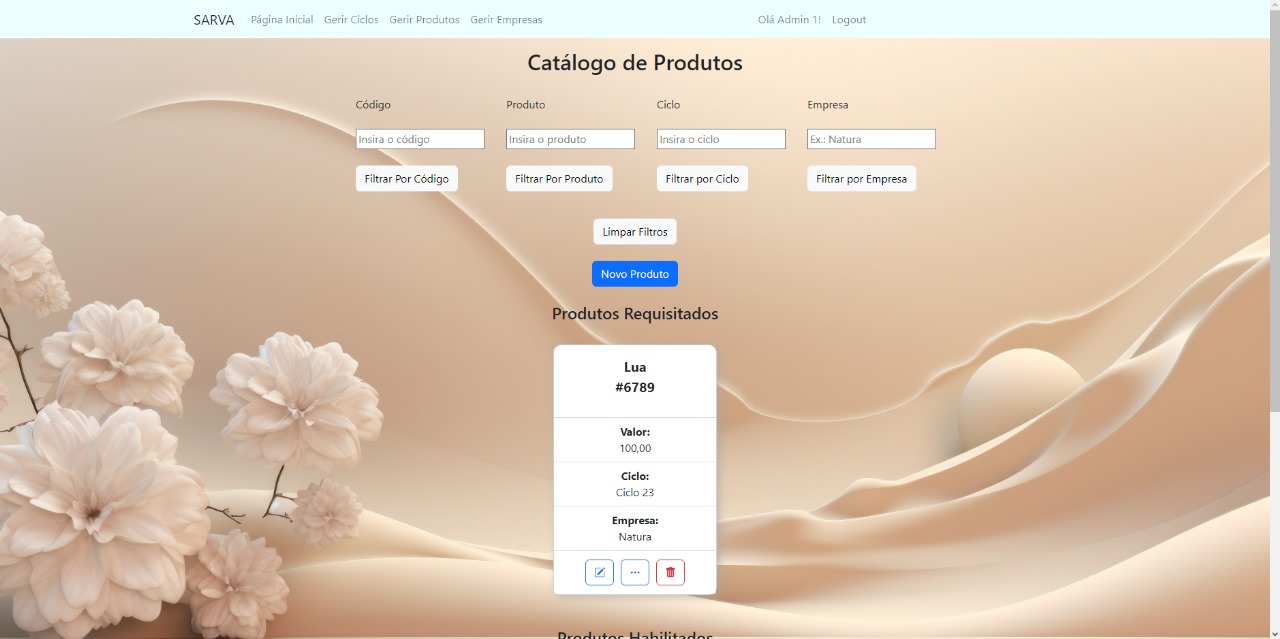 SARVA Página Inicial Gerir Ciclos Gerir Produtos Gerir Empresas Olá Admin 1! Logout
Catálogo de Produtos
Código Produto Ciclo Empresa
Insira o código Insira o produto Insira o ciclo Ex.: Natura
Filtrar Por Código Filtrar Por Produto Filtrar por Ciclo Filtrar por Empresa
Limpar Filtros
Novo Produto
Produtos Requisitados
Lua
#6789
Valor:
100,00
Ciclo:
Ciclo 23
Empresa:
Natura
Produtos Habilitados